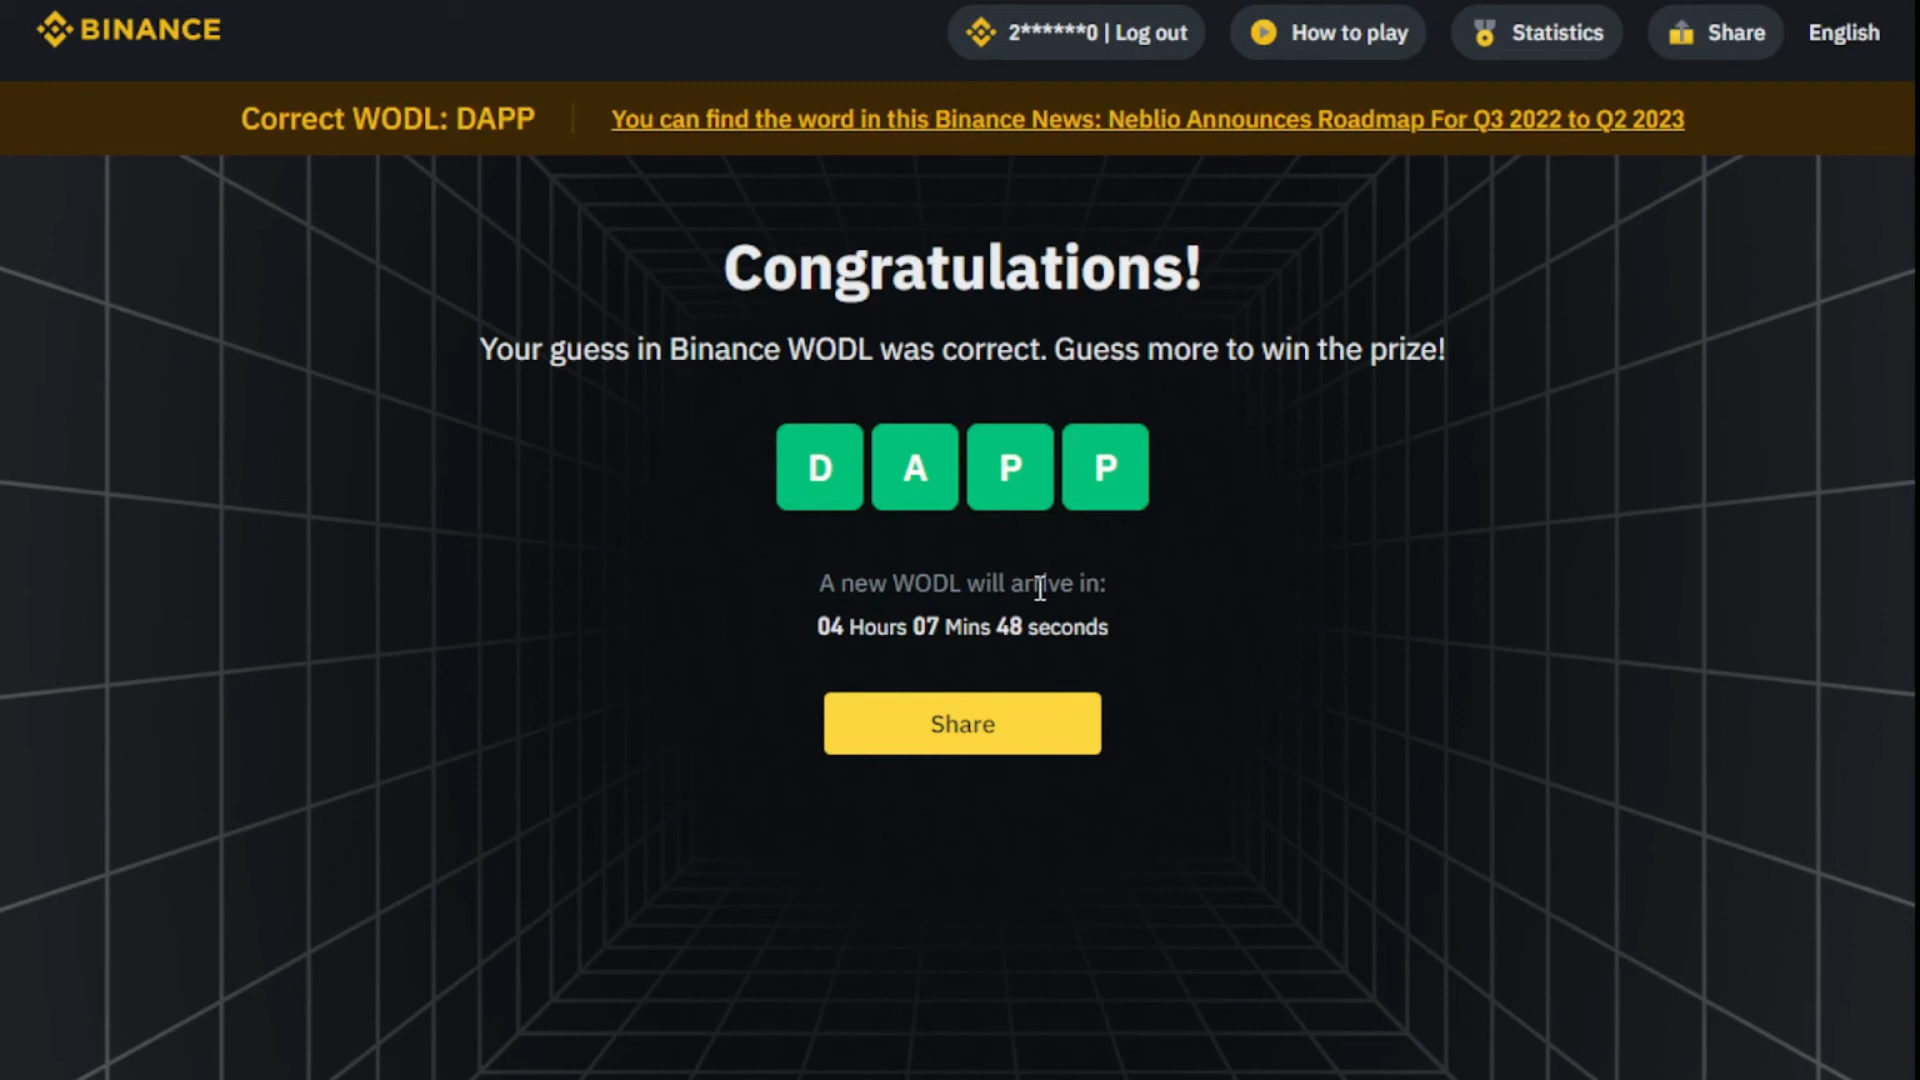 BINANCE
2******0 | Log out
How to play
Statistics
Share
English
Correct WODL: DAPP
You can find the word in this Binance News: Neblio Announces Roadmap For Q3 2022 to Q2 2023
Congratulations!
Your guess in Binance WODL was correct. Guess more to win the prize!
D A P P
A new WODL will arrive in:
04 Hours 07 Mins 48 seconds
Share